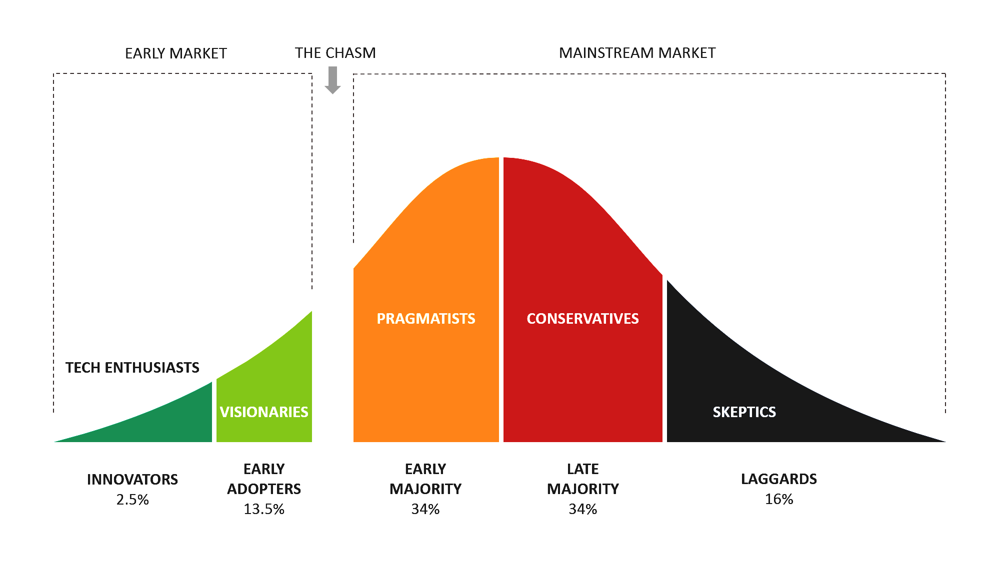 EARLY MARKET
THE CHASM
MAINSTREAM MARKET
TECH ENTHUSIASTS
VISIONARIES
PRAGMATISTS
CONSERVATIVES
SKEPTICS
INNOVATORS
2.5%
EARLY
ADOPTERS
13.5%
EARLY
MAJORITY
34%
LATE
MAJORITY
34%
LAGGARDS
16%